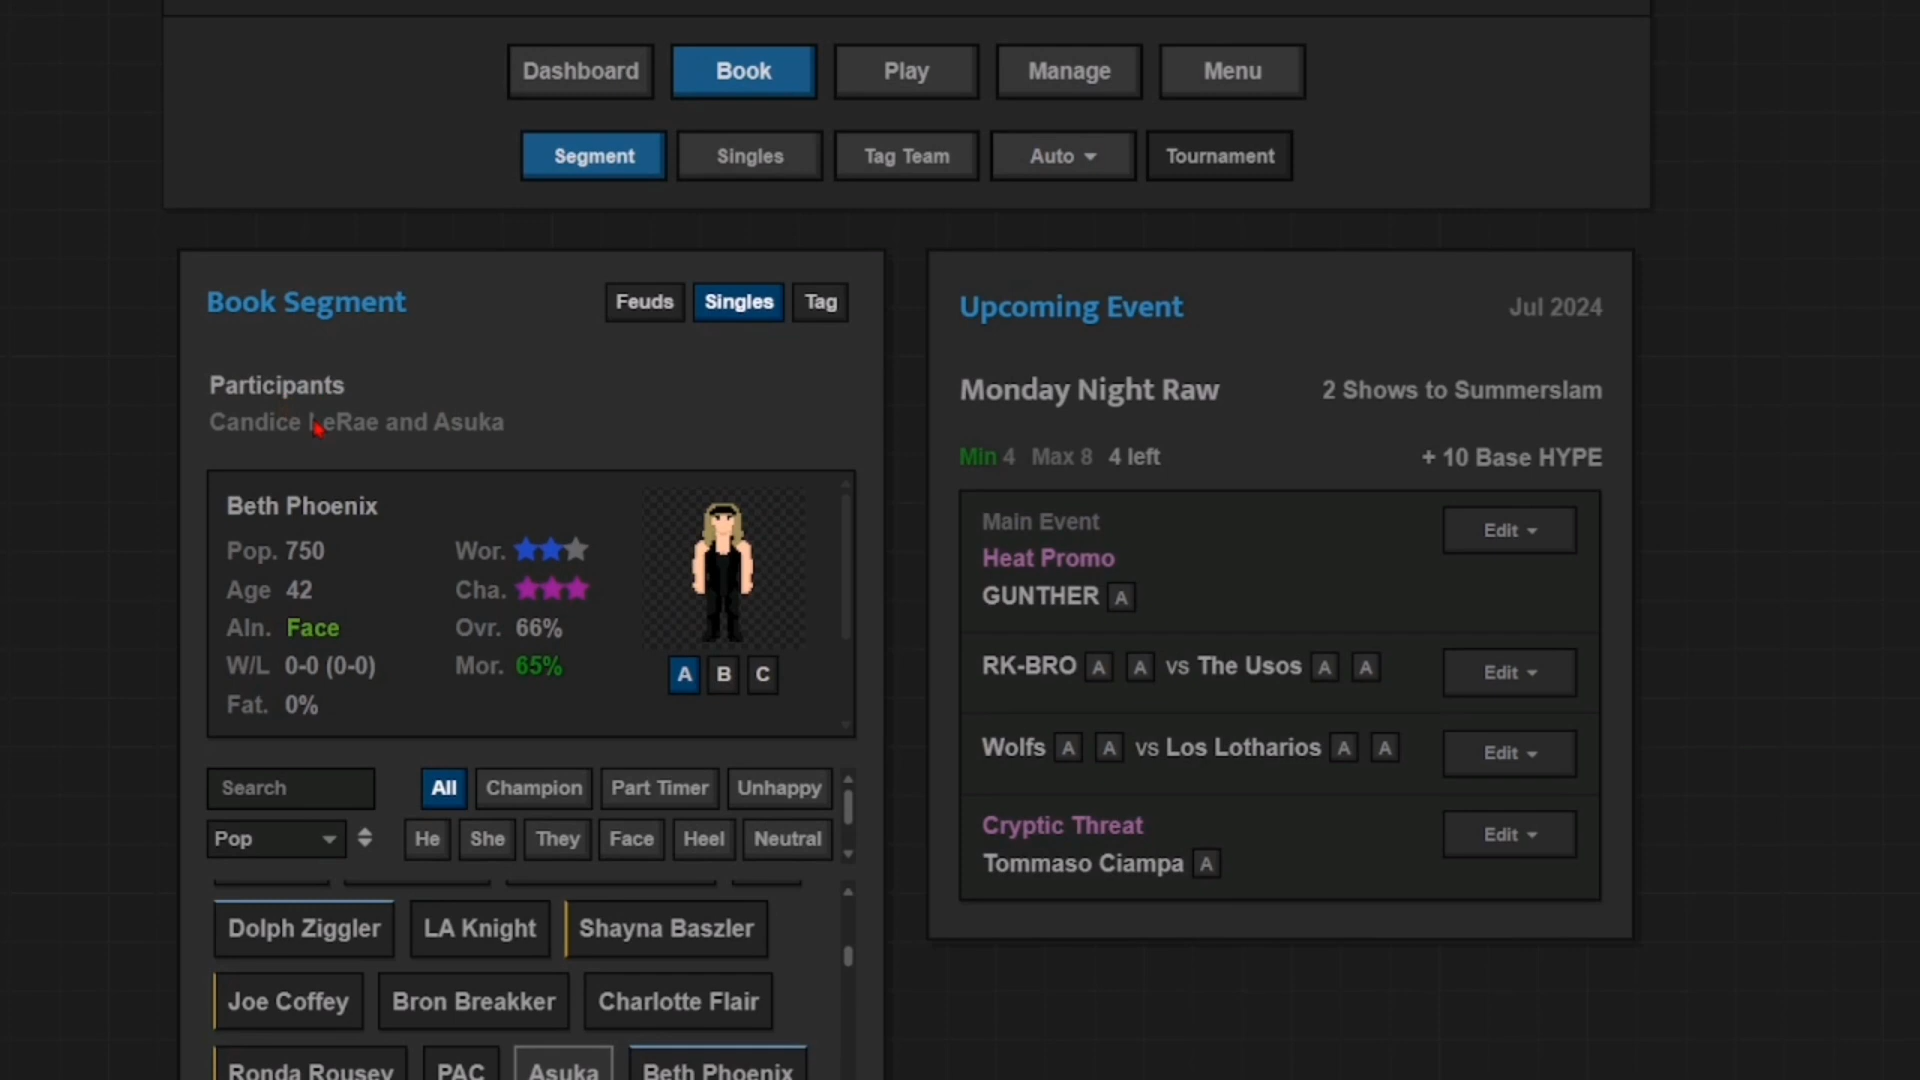 Dashboard Book Play Manage Menu
Segment Singles Tag Team Auto Tournament
Book Segment Feuds Singles Tag
Participants
Candice LeRae and Asuka
Beth Phoenix
Pop. 750 Wor.
Age 42 Cha.
Aln. Face Ovr. 66%
W/L 0-0 (0-0) Mor. 65%
A B C
Fat. 0%
Search All Champion Part Timer Unhappy
Pop He She They Face Heel Neutral
Dolph Ziggler LA Knight Shayna Baszler
Joe Coffey Bron Breakker Charlotte Flair
Ronda Rousey PAC Asuka Beth Phoenix
Upcoming Event Jul 2024
Monday Night Raw 2 Shows to Summerslam
Min 4 Max 8 4 left + 10 Base HYPE
Main Event
Edit
Heat Promo
GUNTHER A
RK-BRO A A vs The Usos A A Edit
Wolfs A A vs Los Lotharios A A Edit
Cryptic Threat Edit
Tommaso Ciampa A